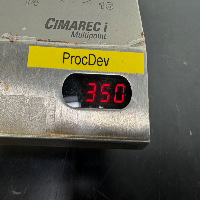 CIMAREC i
Multipoint
ProcDev
350